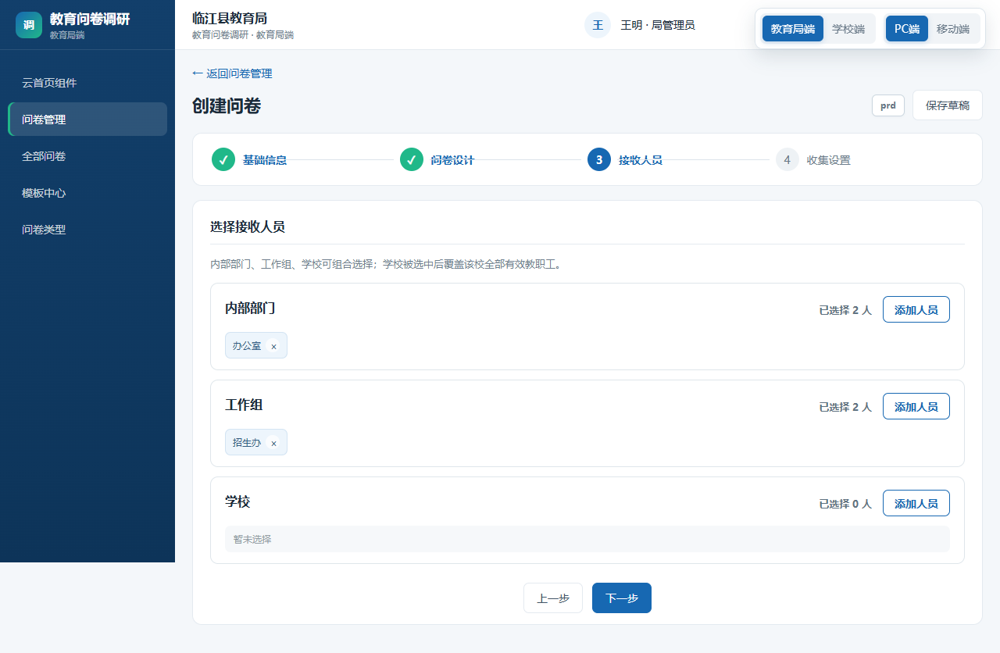 调
教育问卷调研
教育局端
临江县教育局
教育问卷调研 · 教育局端
王
王明 · 局管理员
教育局端
学校端
PC端
移动端
云首页组件
问卷管理
全部问卷
模板中心
问卷类型
← 返回问卷管理
创建问卷
prd
保存草稿
✓ 基础信息
✓ 问卷设计
3 接收人员
4 收集设置
选择接收人员
内部部门、工作组、学校可组合选择；学校被选中后覆盖该校全部有效教职工。
内部部门
已选择 2 人
添加人员
办公室 ×
工作组
已选择 2 人
添加人员
招生办 ×
学校
已选择 0 人
添加人员
暂未选择
上一步
下一步